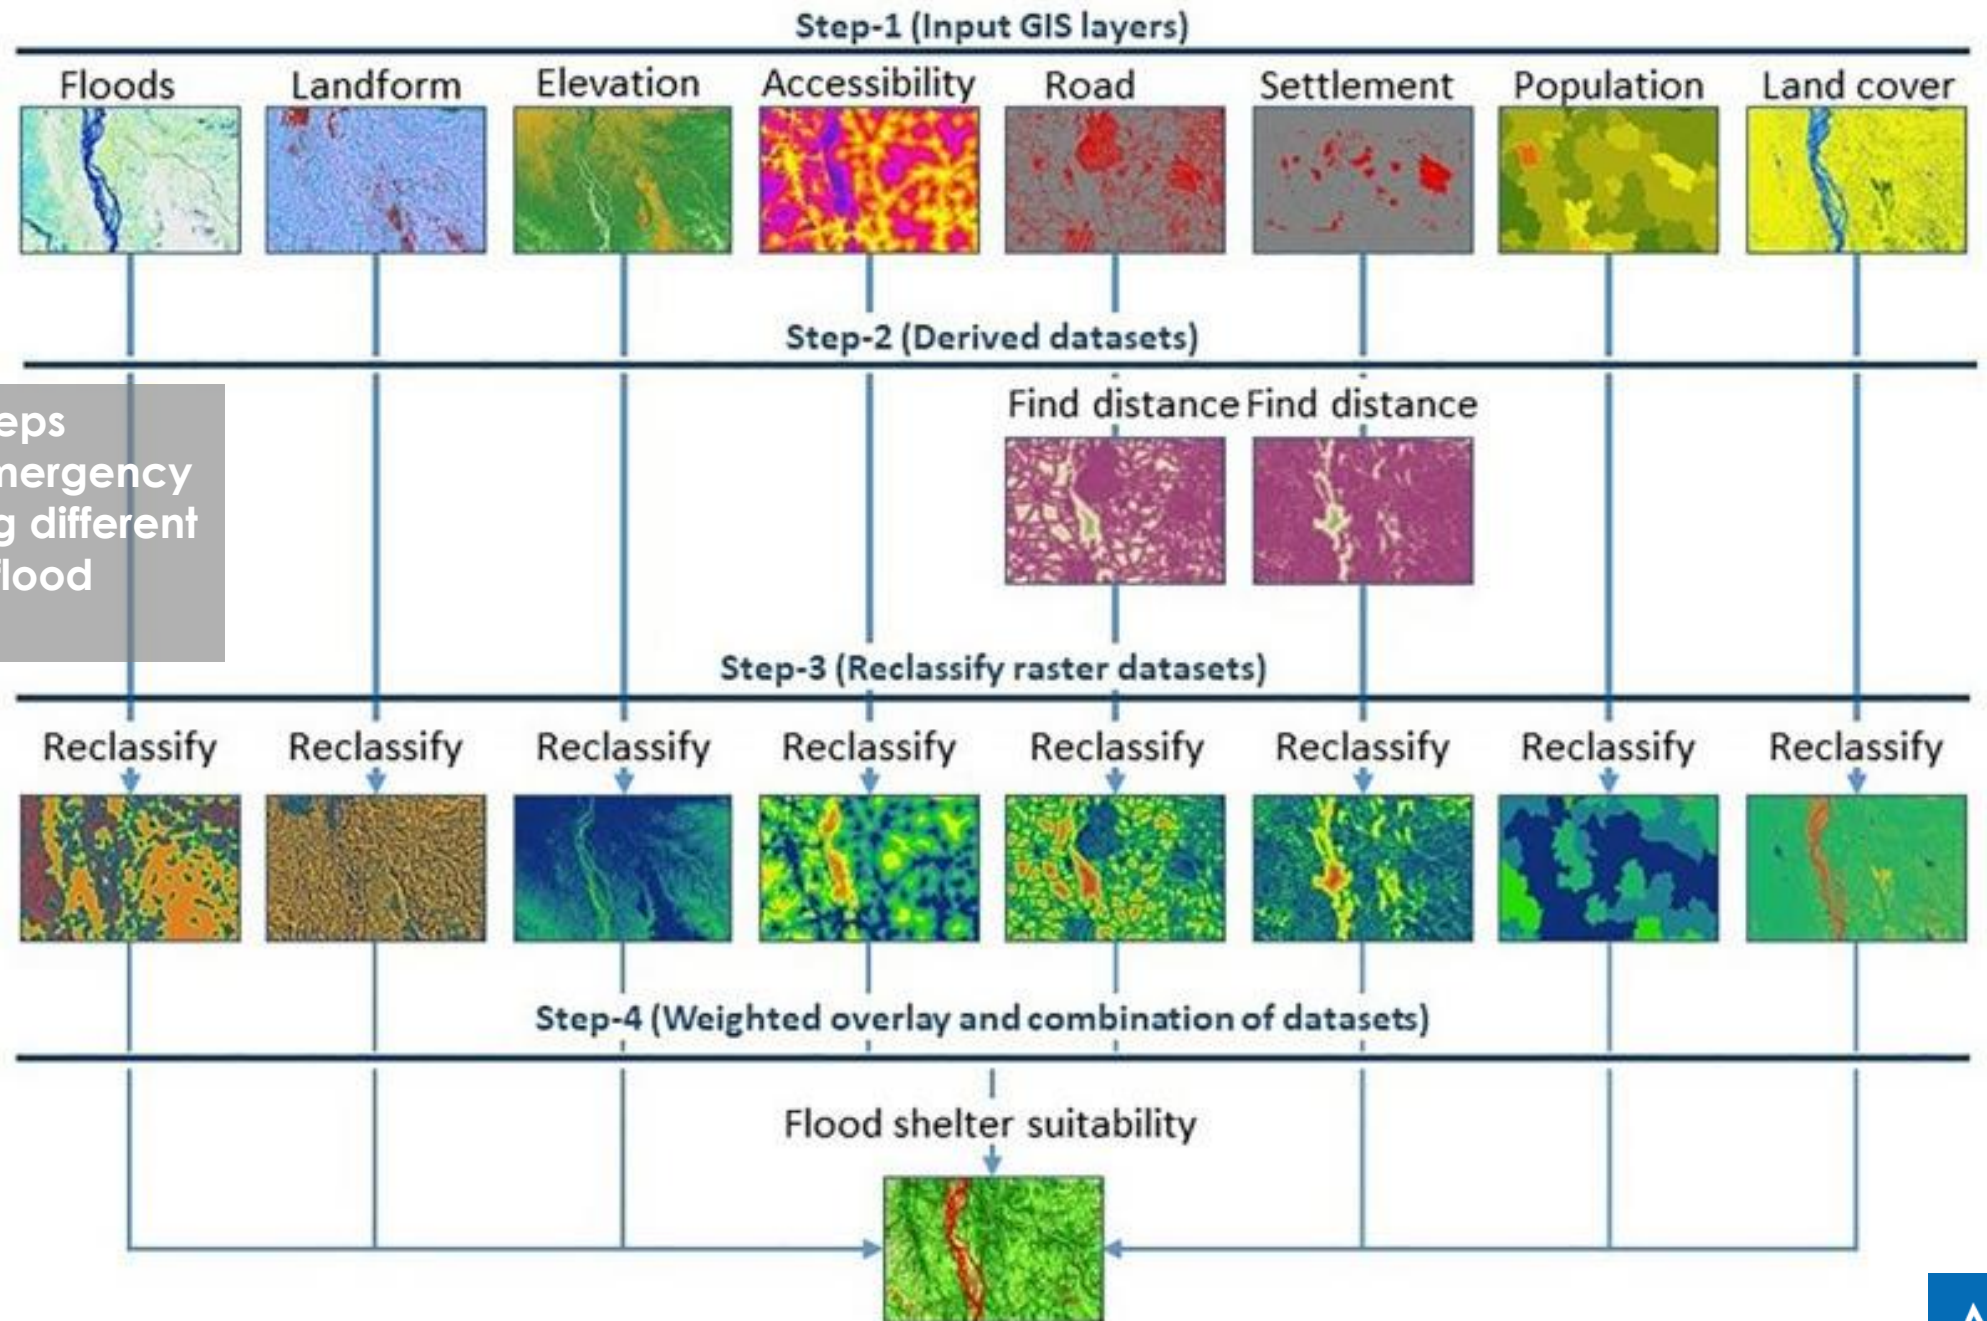 Step-1 (Input GIS layers)
Floods Landform Elevation Accessibility Road Settlement Population Land cover
Step-2 (Derived datasets)
Find distance Find distance
eps
mergency
g different
flood
Step-3 (Reclassify raster datasets)
Reclassify Reclassify Reclassify Reclassify Reclassify Reclassify Reclassify Reclassify
Step-4 (Weighted overlay and combination of datasets)
Flood shelter suitability